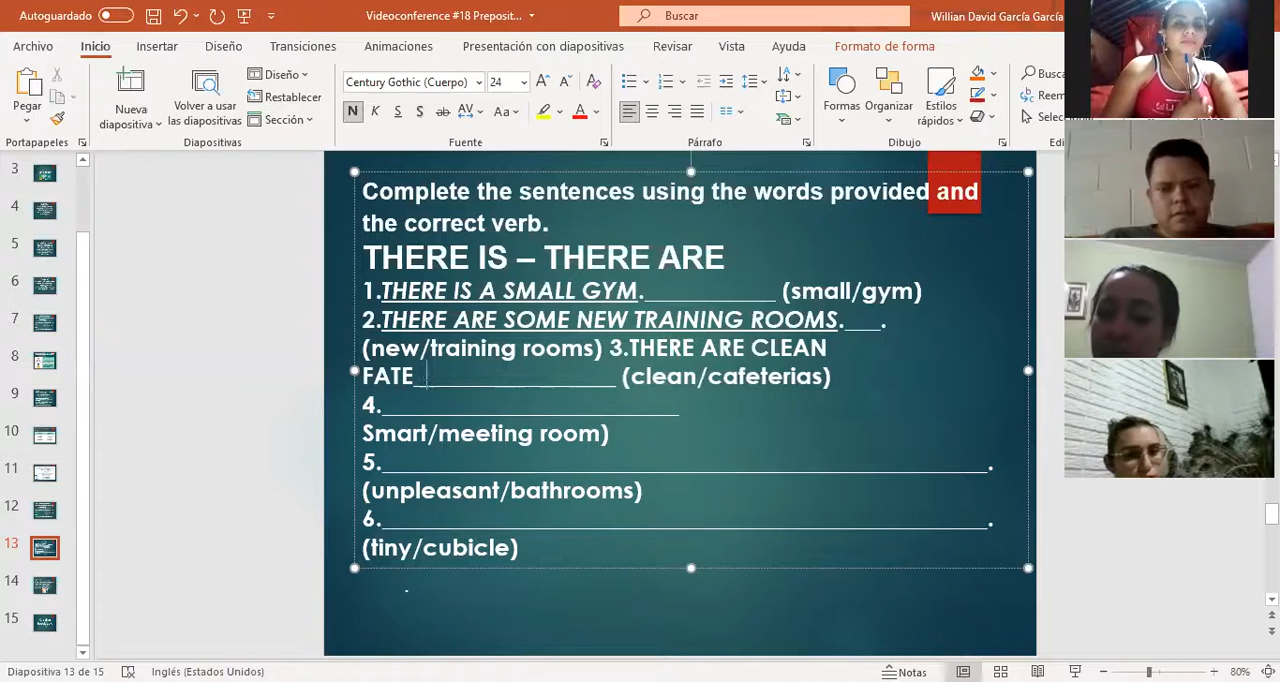 Autoguardado
Videoconference #18 Preposit...
Buscar
Willian David García García
Archivo Inicio Insertar Diseño Transiciones Animaciones Presentación con diapositivas Revisar Vista Ayuda Formato de forma
Pegar
Nueva diapositiva
Volver a usar las diapositivas
Diseño
Restablecer
Sección
Century Gothic (Cuerpo) 24
N K S S ab AV Aa A
Formas Organizar Estilos rápidos
Busca
Reem
Selecci
Portapapeles Diapositivas Fuente Párrafo Dibujo Edi
3
4
5
6
7
8
9
10
11
12
13
14
15
Complete the sentences using the words provided and
the correct verb.
THERE IS – THERE ARE
1.THERE IS A SMALL GYM.__________ (small/gym)
2.THERE ARE SOME NEW TRAINING ROOMS.___.
(new/training rooms) 3.THERE ARE CLEAN
FATE________________ (clean/cafeterias)
4._______________________
Smart/meeting room)
5.______________________________________________.
(unpleasant/bathrooms)
6.______________________________________________.
(tiny/cubicle)
.
Diapositiva 13 de 15 Inglés (Estados Unidos) Notas 80%